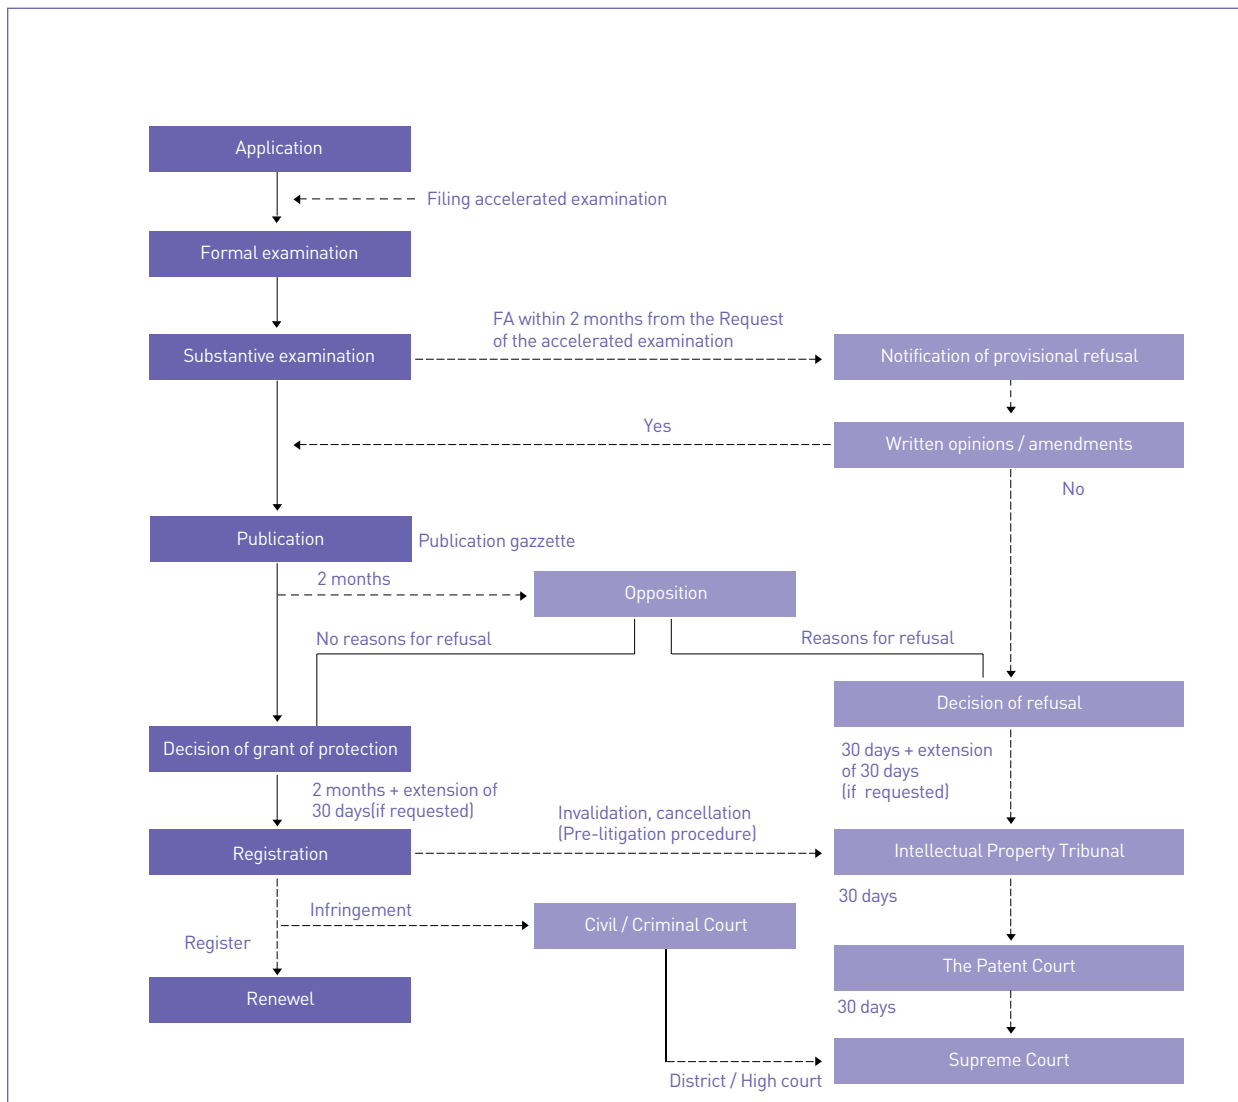 Application
Filing accelerated examination
Formal examination
FA within 2 months from the Request
of the accelerated examination
Substantive examination
Notification of provisional refusal
Yes
Written opinions / amendments
No
Publication
Publication gazzette
2 months
Opposition
No reasons for refusal
Reasons for refusal
Decision of refusal
Decision of grant of protection
30 days + extension
of 30 days
(if requested)
2 months + extension of
30 days(if requested)
Invalidation, cancellation
(Pre-litigation procedure)
Registration
Intellectual Property Tribunal
30 days
Infringement
Civil / Criminal Court
Register
The Patent Court
Renewel
30 days
Supreme Court
District / High court